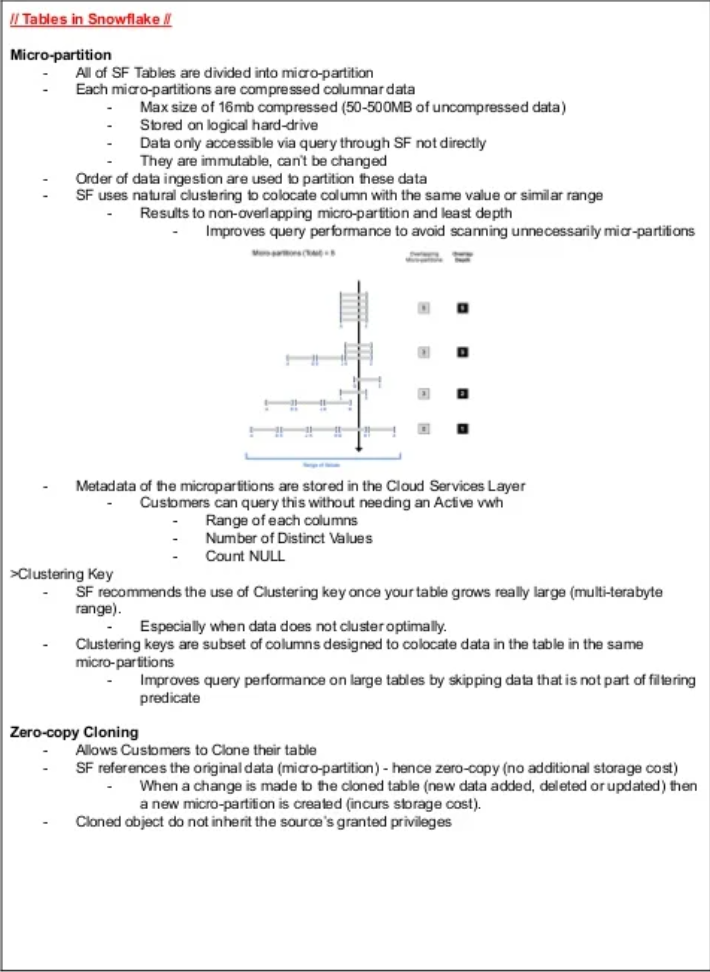 // Tables in Snowflake //
Micro-partition
- All of SF Tables are divided into micro-partition
- Each micro-partitions are compressed columnar data
- Max size of 16mb compressed (50-500MB of uncompressed data)
- Stored on logical hard-drive
- Data only accessible via query through SF not directly
- They are immutable, can't be changed
- Order of data ingestion are used to partition these data
- SF uses natural clustering to colocate column with the same value or similar range
- Results to non-overlapping micro-partition and least depth
- Improves query performance to avoid scanning unnecessarily micr-partitions
Micro-partitions (Total) = 5
Overlapping Overlap
Micro-partitions Depth
Range of Values
- Metadata of the micropartitions are stored in the Cloud Services Layer
- Customers can query this without needing an Active vwh
- Range of each columns
- Number of Distinct Values
- Count NULL
>Clustering Key
- SF recommends the use of Clustering key once your table grows really large (multi-terabyte
range).
- Especially when data does not cluster optimally.
- Clustering keys are subset of columns designed to colocate data in the table in the same
micro-partitions
- Improves query performance on large tables by skipping data that is not part of filtering
predicate
Zero-copy Cloning
- Allows Customers to Clone their table
- SF references the original data (micro-partition) - hence zero-copy (no additional storage cost)
- When a change is made to the cloned table (new data added, deleted or updated) then
a new micro-partition is created (incurs storage cost).
- Cloned object do not inherit the source's granted privileges